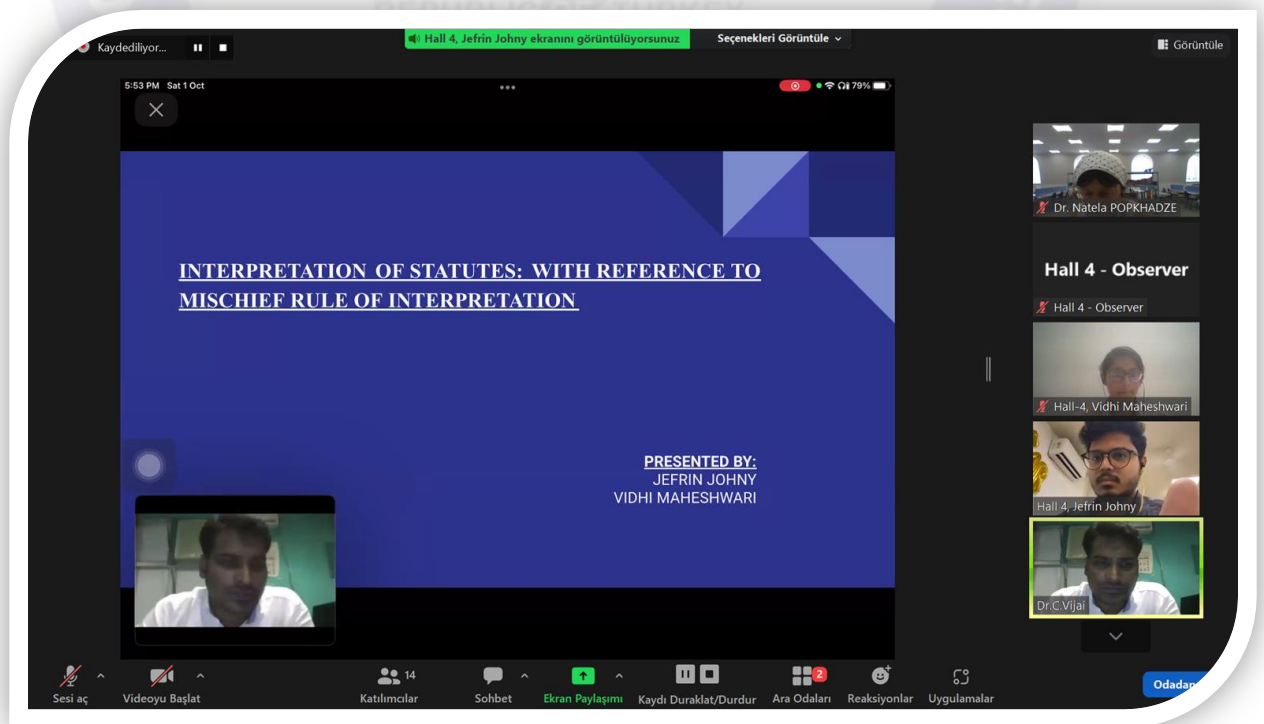 REPUBLIC OF TURKEY
Kaydediliyor...
Hall 4, Jefrin Johny ekranını görüntülüyorsunuz
Seçenekleri Görüntüle
Görüntüle
5:53 PM Sat 1 Oct
79%
INTERPRETATION OF STATUTES: WITH REFERENCE TO
MISCHIEF RULE OF INTERPRETATION
PRESENTED BY:
JEFRIN JOHNY
VIDHI MAHESHWARI
Dr. Natela POPKHADZE
Hall 4 - Observer
Hall 4 - Observer
Hall-4, Vidhi Maheshwari
Hall 4, Jefrin Johny
Dr.C.Vijai
Sesi aç
Videoyu Başlat
14
Katılımcılar
Sohbet
Ekran Paylaşımı
Kaydı Duraklat/Durdur
2
Ara Odaları
Reaksiyonlar
Uygulamalar